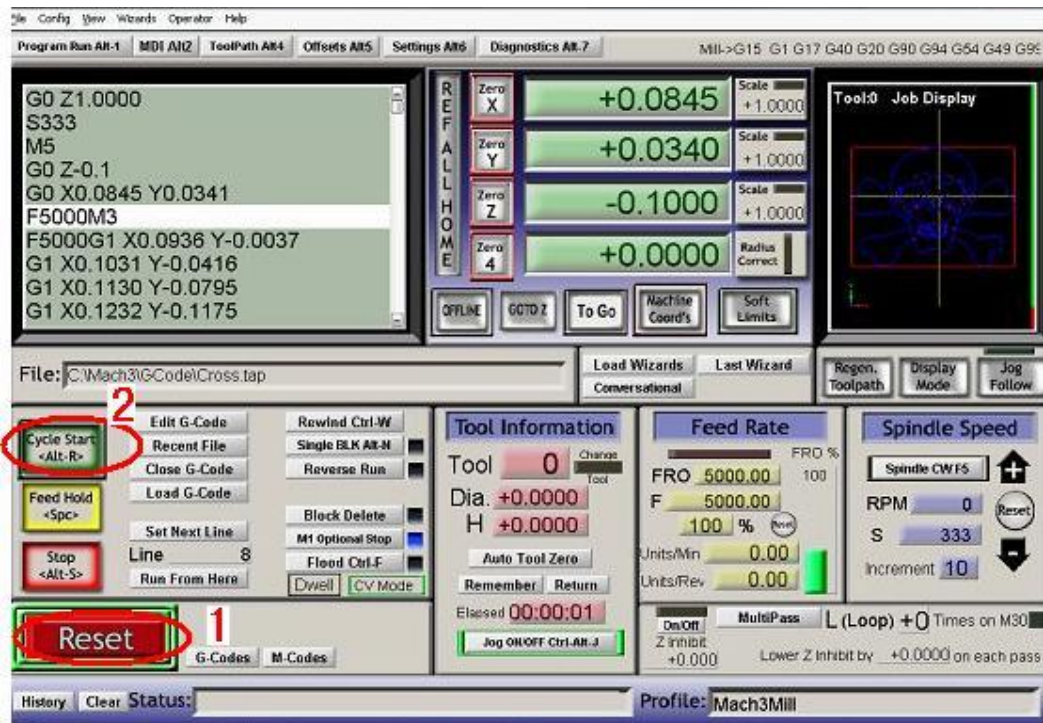 File Config View Wizards Operator Help
Program Run Alt-1 MDI Alt2 ToolPath Alt4 Offsets Alt5 Settings Alt6 Diagnostics Alt-7 Mill->G15 G1 G17 G40 G20 G90 G94 G54 G49 G99
G0 Z1.0000
S333
M5
G0 Z-0.1
G0 X0.0845 Y0.0341
F5000M3
F5000G1 X0.0936 Y-0.0037
G1 X0.1031 Y-0.0416
G1 X0.1130 Y-0.0795
G1 X0.1232 Y-0.1175
REF ALL HOME
Zero X +0.0845 Scale +1.0000
Zero Y +0.0340 Scale +1.0000
Zero Z -0.1000 Scale +1.0000
Zero 4 +0.0000 Radius Correct
OFFLINE GOTO Z To Go Machine Coord's Soft Limits
Tool:0 Job Display
File: C:\Mach3\GCode\Cross.tap
Load Wizards Last Wizard
Conversational
Regen. Toolpath Display Mode Jog Follow
2
Cycle Start <Alt-R>
Feed Hold <Spc>
Stop <Alt-S>
Edit G-Code
Recent File
Close G-Code
Load G-Code
Set Next Line
Line 8
Run From Here
Rewind Ctrl-W
Single BLK Alt-N
Reverse Run
Block Delete
M1 Optional Stop
Flood Ctrl-F
Dwell CV Mode
Reset
1
G-Codes M-Codes
Tool Information
Tool 0 Change Tool
Dia. +0.0000
H +0.0000
Auto Tool Zero
Remember Return
Elapsed 00:00:01
Jog ON/OFF Ctrl-Alt-J
Feed Rate
FRO %
FRO 5000.00 100
F 5000.00
100 % Reset
Units/Min 0.00
Units/Rev 0.00
Spindle Speed
Spindle CW F5
RPM 0 Reset
S 333
Increment 10
On/Off
Z Inhibit
+0.000
MultiPass L (Loop) +0 Times on M30
Lower Z Inhibit by +0.0000 on each pass
History Clear Status: Profile: Mach3Mill